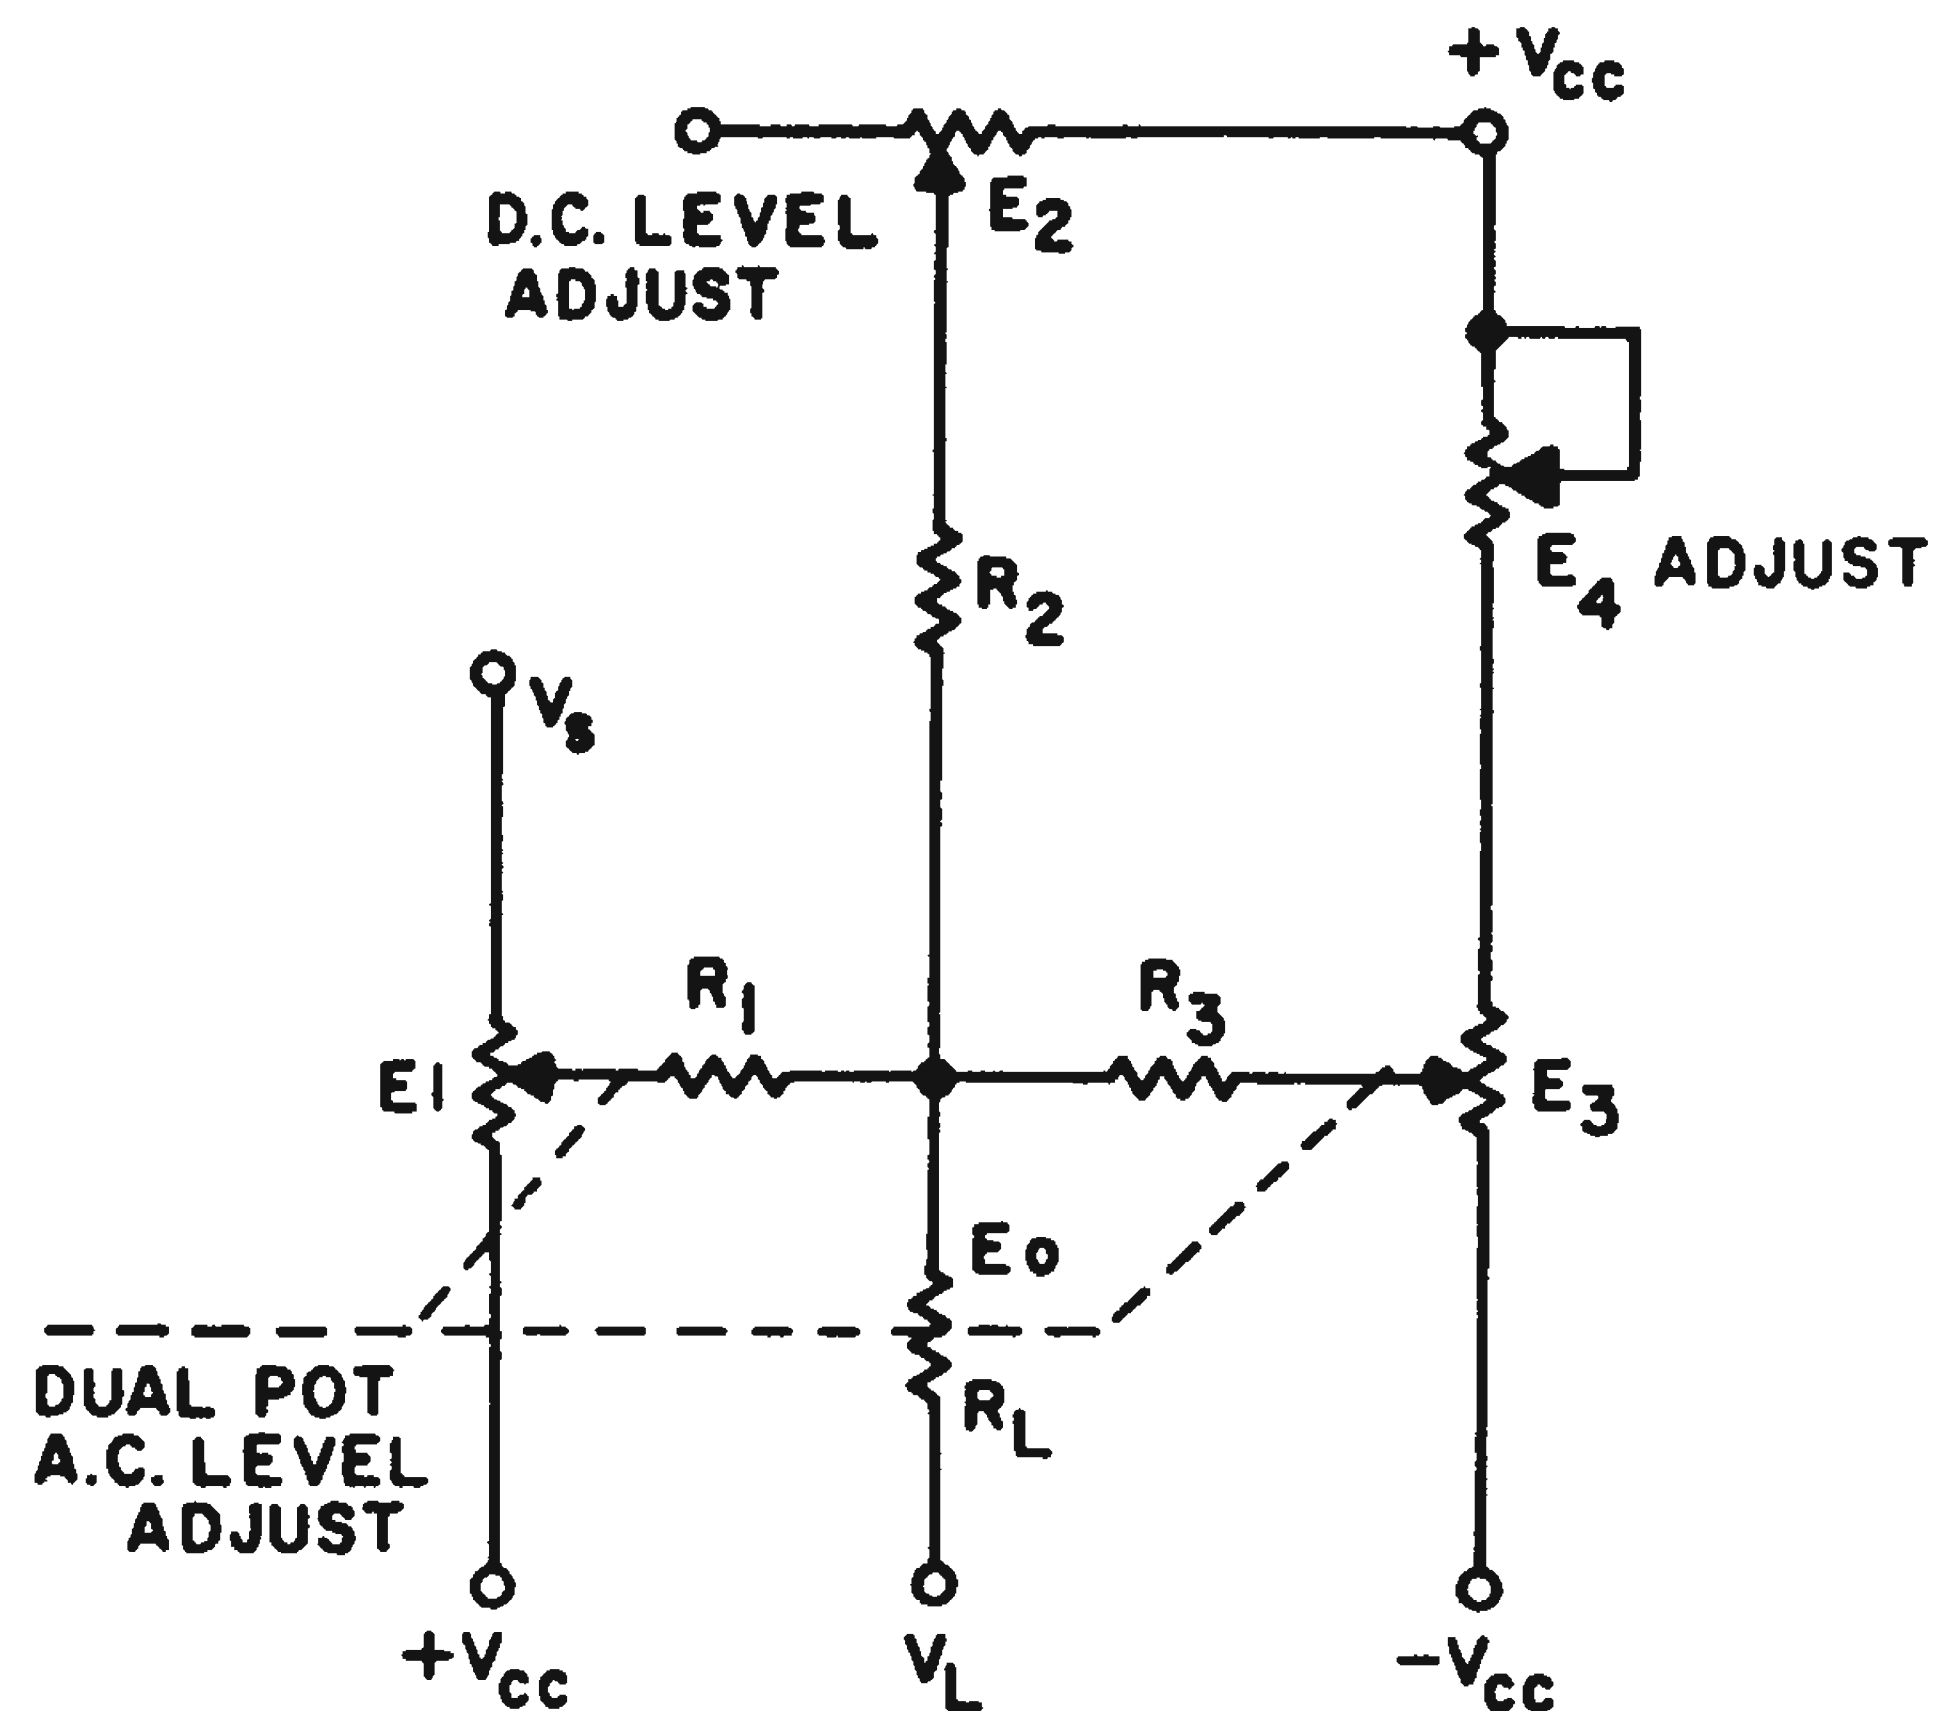 +VCC
D.C. LEVEL
ADJUST
E2
E4 ADJUST
R2
VS
R1
R3
E1
E3
EO
RL
DUAL POT
A.C. LEVEL
ADJUST
+VCC
VL
-VCC